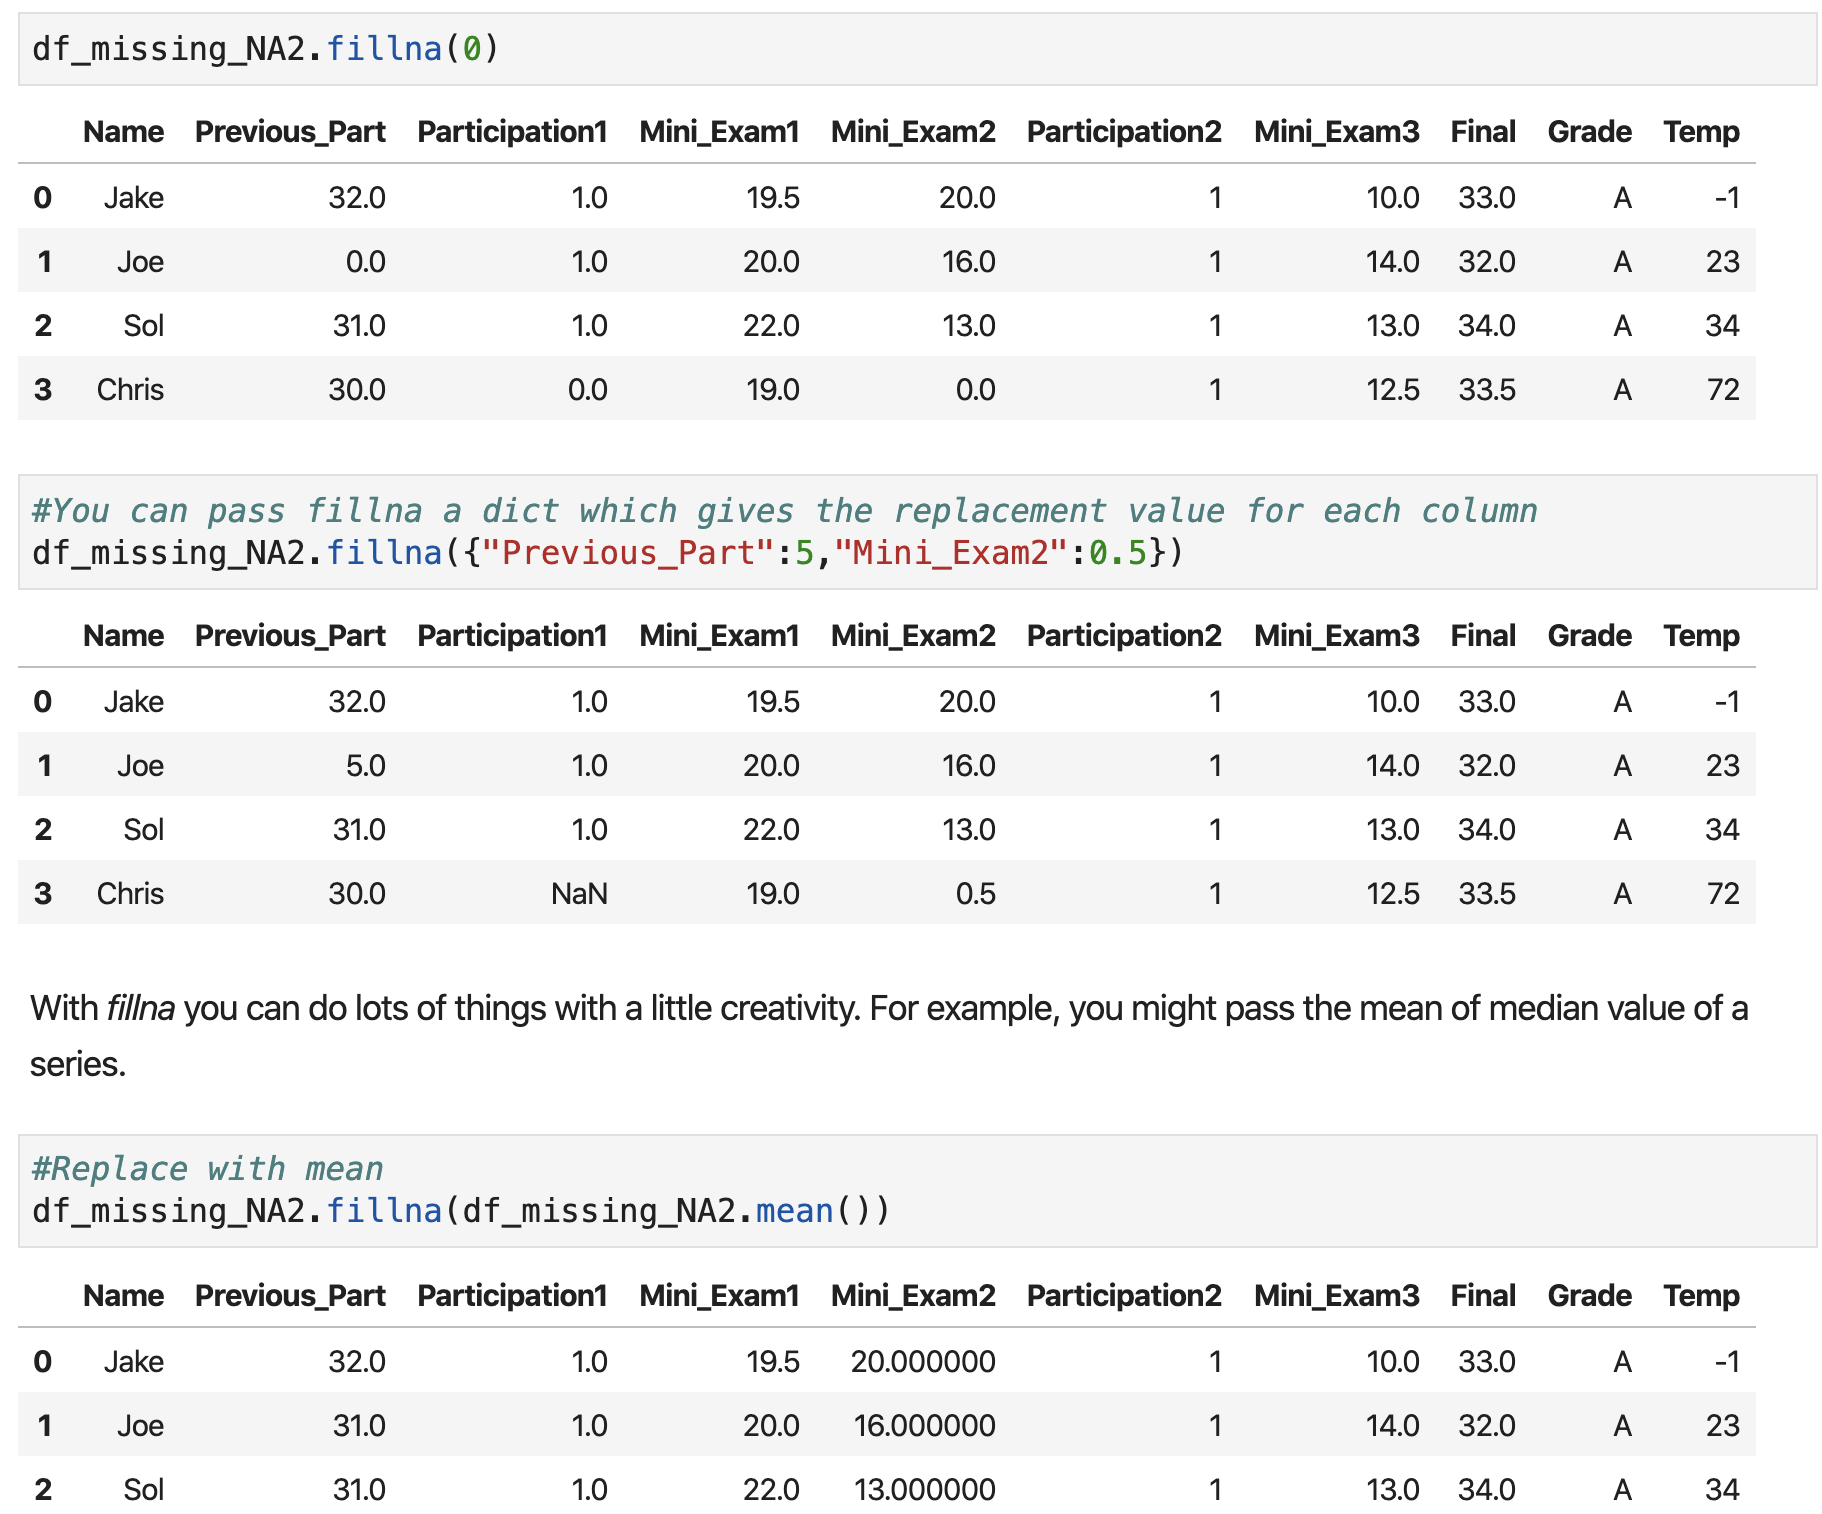 df_missing_NA2.fillna(0)
Name Previous_Part Participation1 Mini_Exam1 Mini_Exam2 Participation2 Mini_Exam3 Final Grade Temp
0 Jake 32.0 1.0 19.5 20.0 1 10.0 33.0 A -1
1 Joe 0.0 1.0 20.0 16.0 1 14.0 32.0 A 23
2 Sol 31.0 1.0 22.0 13.0 1 13.0 34.0 A 34
3 Chris 30.0 0.0 19.0 0.0 1 12.5 33.5 A 72
#You can pass fillna a dict which gives the replacement value for each column
df_missing_NA2.fillna({"Previous_Part":5,"Mini_Exam2":0.5})
Name Previous_Part Participation1 Mini_Exam1 Mini_Exam2 Participation2 Mini_Exam3 Final Grade Temp
0 Jake 32.0 1.0 19.5 20.0 1 10.0 33.0 A -1
1 Joe 5.0 1.0 20.0 16.0 1 14.0 32.0 A 23
2 Sol 31.0 1.0 22.0 13.0 1 13.0 34.0 A 34
3 Chris 30.0 NaN 19.0 0.5 1 12.5 33.5 A 72
With fillna you can do lots of things with a little creativity. For example, you might pass the mean of median value of a
series.
#Replace with mean
df_missing_NA2.fillna(df_missing_NA2.mean())
Name Previous_Part Participation1 Mini_Exam1 Mini_Exam2 Participation2 Mini_Exam3 Final Grade Temp
0 Jake 32.0 1.0 19.5 20.000000 1 10.0 33.0 A -1
1 Joe 31.0 1.0 20.0 16.000000 1 14.0 32.0 A 23
2 Sol 31.0 1.0 22.0 13.000000 1 13.0 34.0 A 34